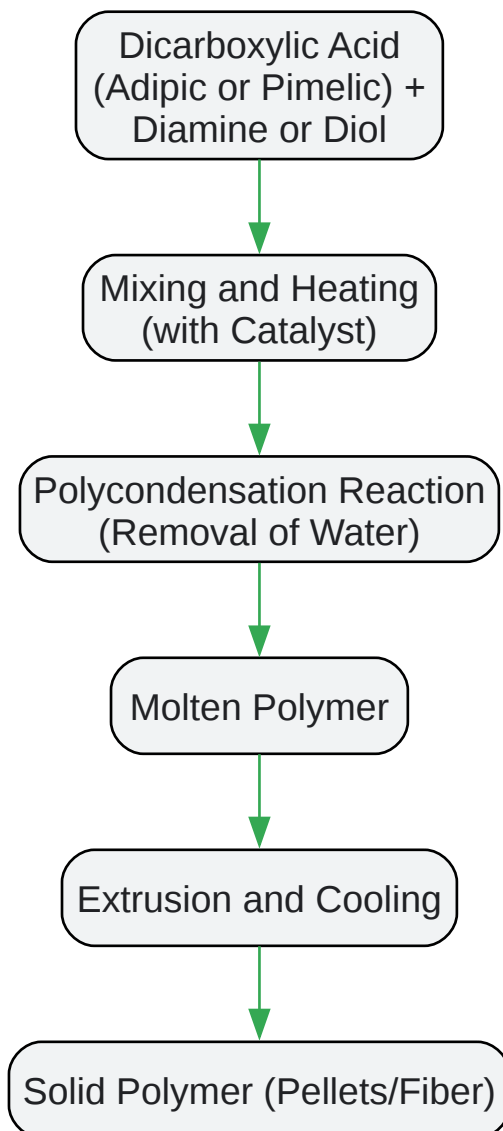 Dicarboxylic Acid
(Adipic or Pimelic) +
Diamine or Diol
Mixing and Heating
(with Catalyst)
Polycondensation Reaction
(Removal of Water)
Molten Polymer
Extrusion and Cooling
Solid Polymer (Pellets/Fiber)